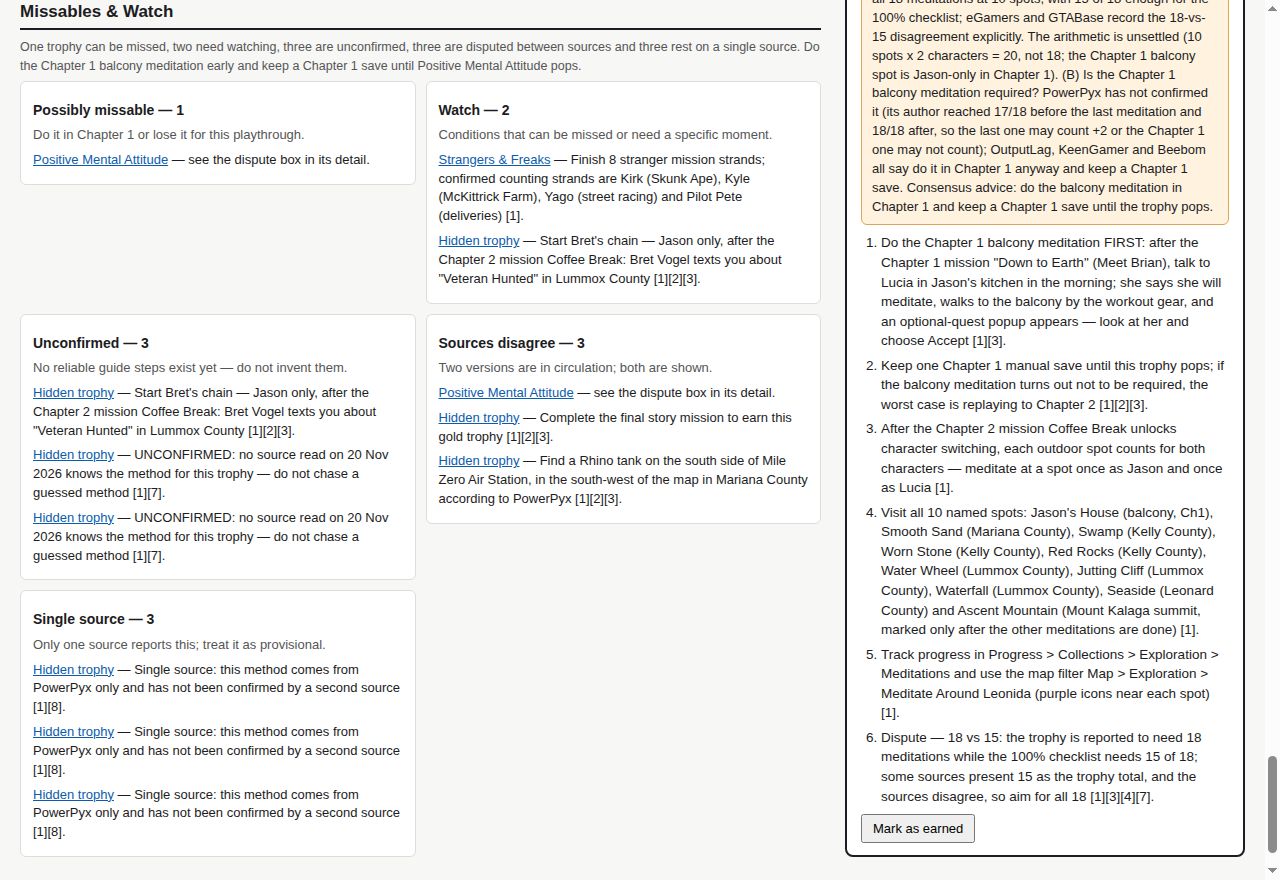 Missables & Watch
One trophy can be missed, two need watching, three are unconfirmed, three are disputed between sources and three rest on a single source. Do
the Chapter 1 balcony meditation early and keep a Chapter 1 save until Positive Mental Attitude pops.
Possibly missable — 1
Do it in Chapter 1 or lose it for this playthrough.
Positive Mental Attitude — see the dispute box in its detail.
Watch — 2
Conditions that can be missed or need a specific moment.
Strangers & Freaks — Finish 8 stranger mission strands;
confirmed counting strands are Kirk (Skunk Ape), Kyle
(McKittrick Farm), Yago (street racing) and Pilot Pete
(deliveries) [1].
Hidden trophy — Start Bret's chain — Jason only, after the
Chapter 2 mission Coffee Break: Bret Vogel texts you about
"Veteran Hunted" in Lummox County [1][2][3].
Unconfirmed — 3
No reliable guide steps exist yet — do not invent them.
Hidden trophy — Start Bret's chain — Jason only, after the
Chapter 2 mission Coffee Break: Bret Vogel texts you about
"Veteran Hunted" in Lummox County [1][2][3].
Hidden trophy — UNCONFIRMED: no source read on 20 Nov
2026 knows the method for this trophy — do not chase a
guessed method [1][7].
Hidden trophy — UNCONFIRMED: no source read on 20 Nov
2026 knows the method for this trophy — do not chase a
guessed method [1][7].
Sources disagree — 3
Two versions are in circulation; both are shown.
Positive Mental Attitude — see the dispute box in its detail.
Hidden trophy — Complete the final story mission to earn this
gold trophy [1][2][3].
Hidden trophy — Find a Rhino tank on the south side of Mile
Zero Air Station, in the south-west of the map in Mariana County
according to PowerPyx [1][2][3].
Single source — 3
Only one source reports this; treat it as provisional.
Hidden trophy — Single source: this method comes from
PowerPyx only and has not been confirmed by a second source
[1][8].
Hidden trophy — Single source: this method comes from
PowerPyx only and has not been confirmed by a second source
[1][8].
Hidden trophy — Single source: this method comes from
PowerPyx only and has not been confirmed by a second source
[1][8].
all 18 meditations at 10 spots, with 15 of 18 enough for the
100% checklist; eGamers and GTABase record the 18-vs-
15 disagreement explicitly. The arithmetic is unsettled (10
spots x 2 characters = 20, not 18; the Chapter 1 balcony
spot is Jason-only in Chapter 1). (B) Is the Chapter 1
balcony meditation required? PowerPyx has not confirmed
it (its author reached 17/18 before the last meditation and
18/18 after, so the last one may count +2 or the Chapter 1
one may not count); OutputLag, KeenGamer and Beebom
all say do it in Chapter 1 anyway and keep a Chapter 1
save. Consensus advice: do the balcony meditation in
Chapter 1 and keep a Chapter 1 save until the trophy pops.
1. Do the Chapter 1 balcony meditation FIRST: after the
Chapter 1 mission "Down to Earth" (Meet Brian), talk to
Lucia in Jason's kitchen in the morning; she says she will
meditate, walks to the balcony by the workout gear, and
an optional-quest popup appears — look at her and
choose Accept [1][3].
2. Keep one Chapter 1 manual save until this trophy pops; if
the balcony meditation turns out not to be required, the
worst case is replaying to Chapter 2 [1][2][3].
3. After the Chapter 2 mission Coffee Break unlocks
character switching, each outdoor spot counts for both
characters — meditate at a spot once as Jason and once
as Lucia [1].
4. Visit all 10 named spots: Jason's House (balcony, Ch1),
Smooth Sand (Mariana County), Swamp (Kelly County),
Worn Stone (Kelly County), Red Rocks (Kelly County),
Water Wheel (Lummox County), Jutting Cliff (Lummox
County), Waterfall (Lummox County), Seaside (Leonard
County) and Ascent Mountain (Mount Kalaga summit,
marked only after the other meditations are done) [1].
5. Track progress in Progress > Collections > Exploration >
Meditations and use the map filter Map > Exploration >
Meditate Around Leonida (purple icons near each spot)
[1].
6. Dispute — 18 vs 15: the trophy is reported to need 18
meditations while the 100% checklist needs 15 of 18;
some sources present 15 as the trophy total, and the
sources disagree, so aim for all 18 [1][3][4][7].
Mark as earned